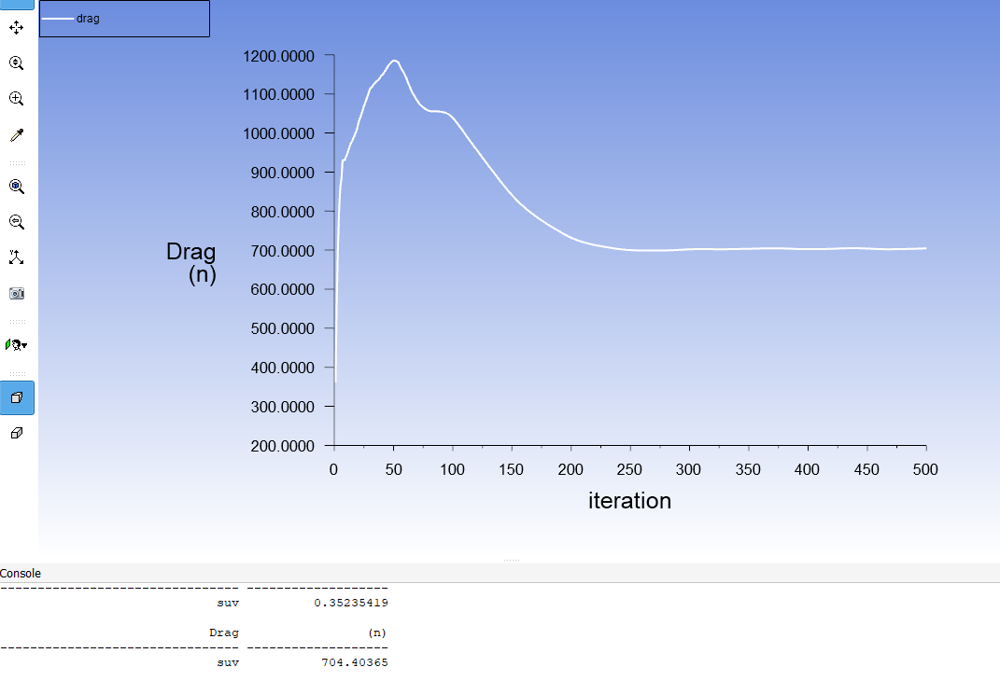 drag
1200.0000
1100.0000
1000.0000
900.0000
800.0000
Drag
(n)
700.0000
600.0000
500.0000
400.0000
300.0000
200.0000
0 50 100 150 200 250 300 350 400 450 500
iteration
Console
suv 0.35235419
Drag (n)
suv 704.40365